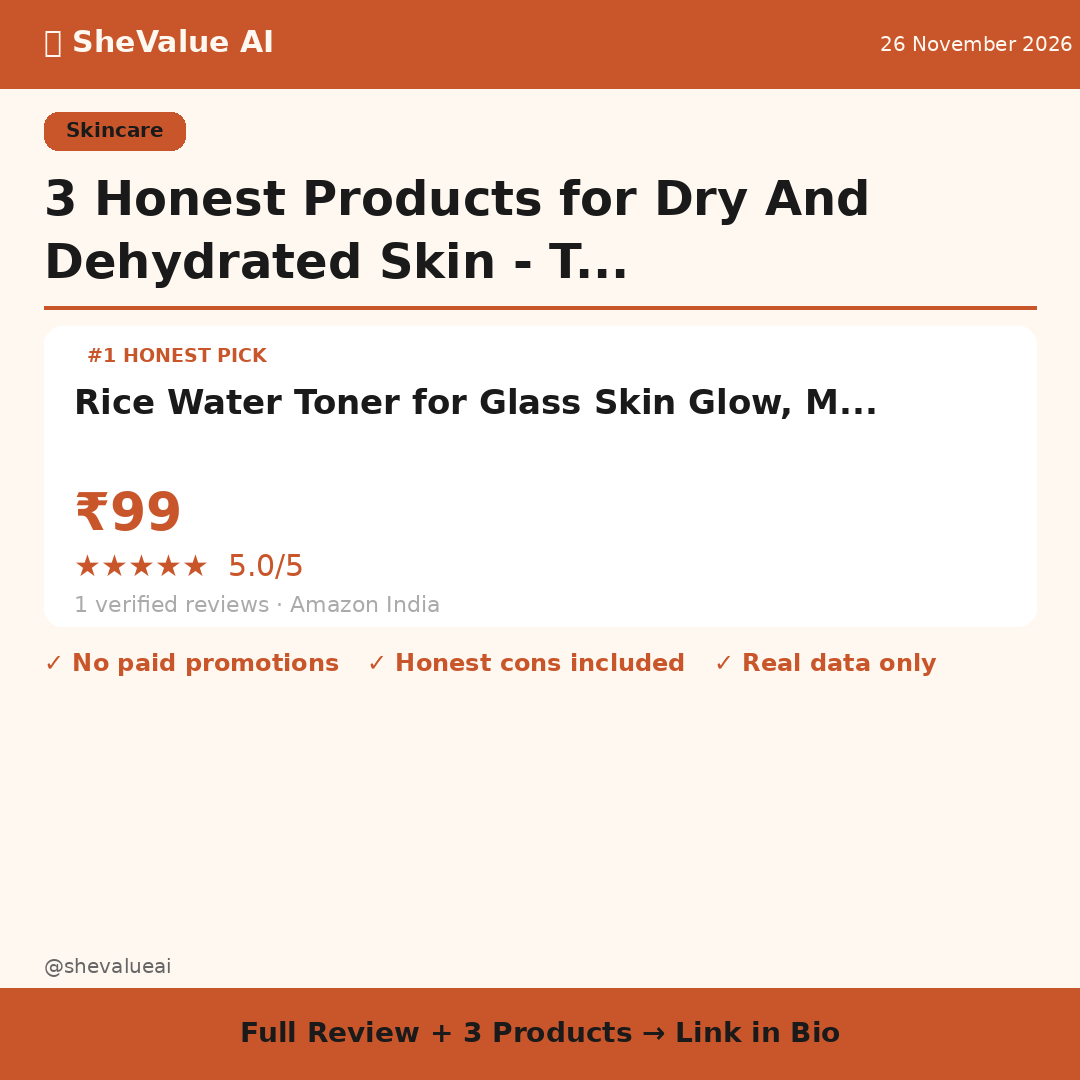 SheValue AI
26 November 2026
Skincare
3 Honest Products for Dry And
Dehydrated Skin - T...
#1 HONEST PICK
Rice Water Toner for Glass Skin Glow, M...
₹99
★★★★★ 5.0/5
1 verified reviews · Amazon India
✓ No paid promotions ✓ Honest cons included ✓ Real data only
@shevalueai
Full Review + 3 Products → Link in Bio